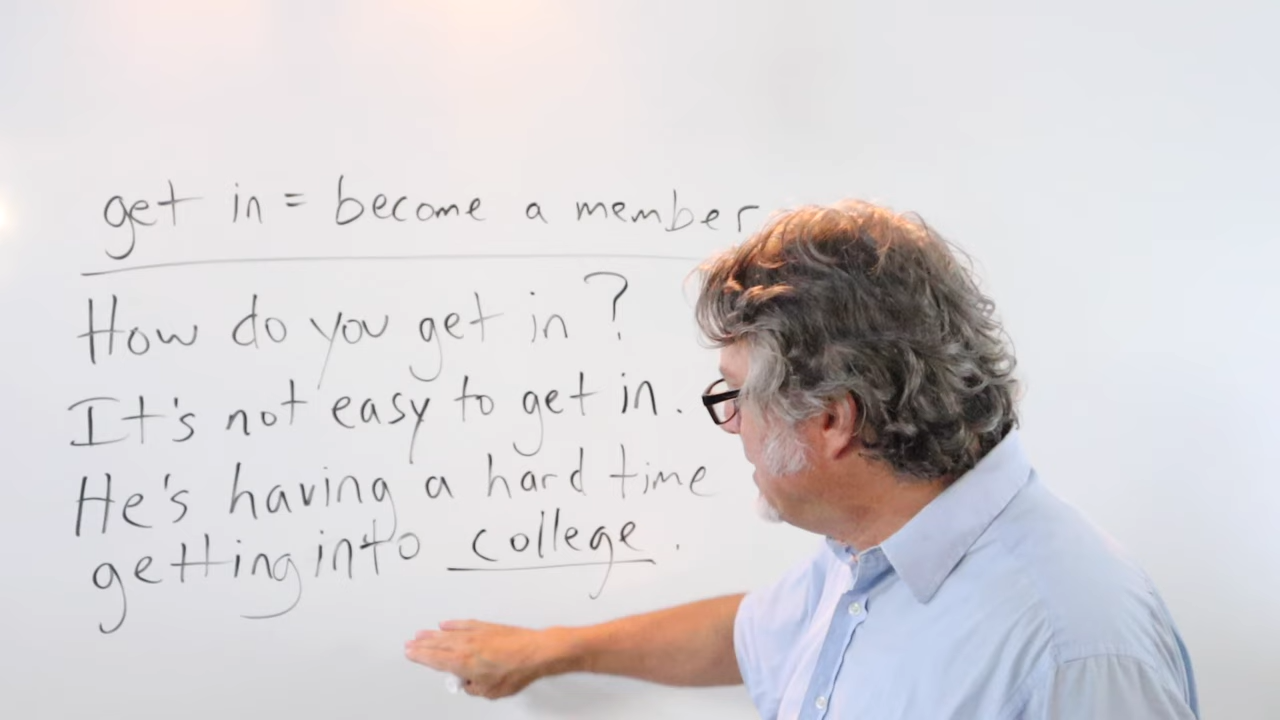 get in = become a member
How do you get in?
It's not easy to get in.
He's having a hard time
getting into college.